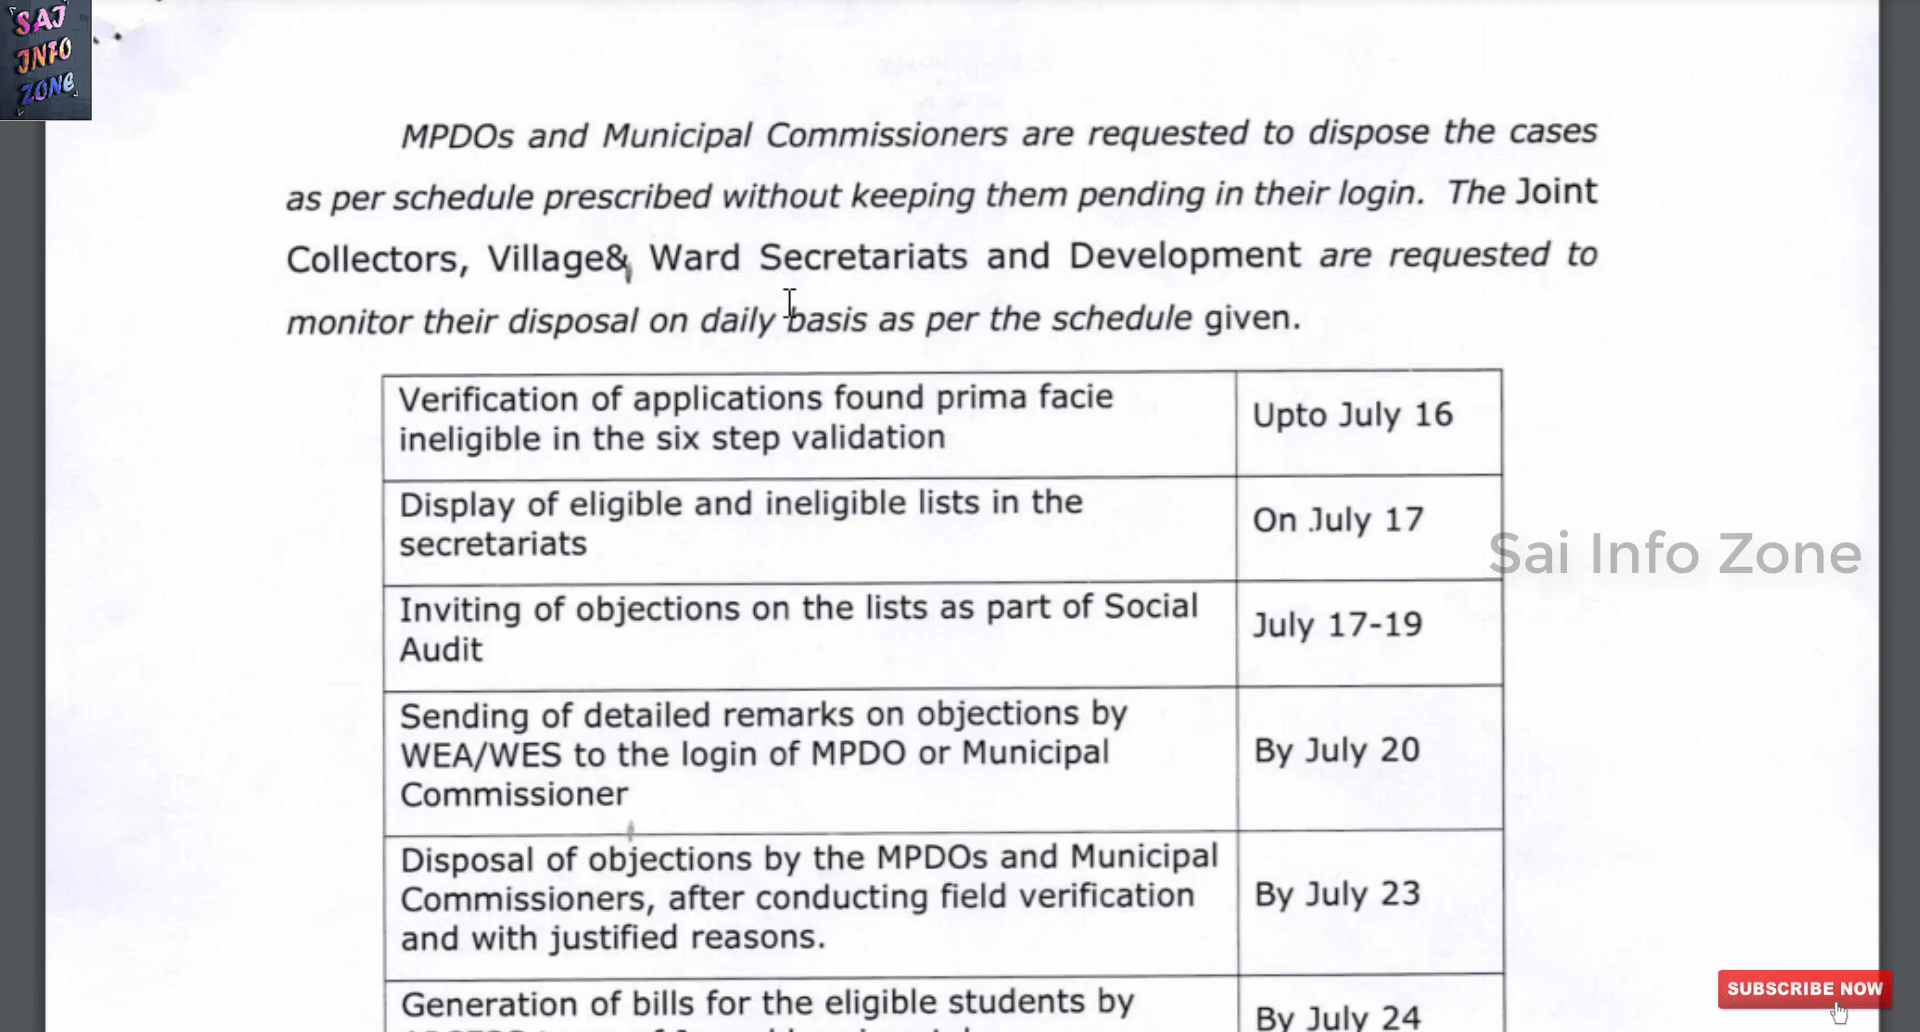 SAI
INFO
ZONE
MPDOs and Municipal Commissioners are requested to dispose the cases
as per schedule prescribed without keeping them pending in their login. The Joint
Collectors, Village& Ward Secretariats and Development are requested to
monitor their disposal on daily basis as per the schedule given.
Verification of applications found prima facie
ineligible in the six step validation
Upto July 16
Display of eligible and ineligible lists in the
secretariats
On July 17
Sai Info Zone
Inviting of objections on the lists as part of Social
Audit
July 17-19
Sending of detailed remarks on objections by
WEA/WES to the login of MPDO or Municipal
Commissioner
By July 20
Disposal of objections by the MPDOs and Municipal
Commissioners, after conducting field verification
and with justified reasons.
By July 23
Generation of bills for the eligible students by
By July 24
SUBSCRIBE NOW